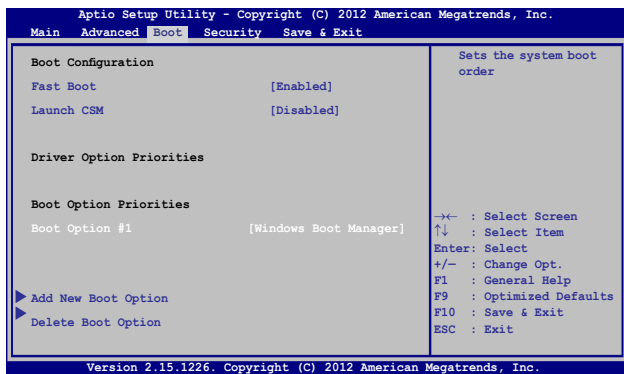 Aptio Setup Utility - Copyright (C) 2012 American Megatrends, Inc.
Main Advanced Boot Security Save & Exit
Boot Configuration
Fast Boot [Enabled]
Launch CSM [Disabled]
Driver Option Priorities
Boot Option Priorities
Boot Option #1 [Windows Boot Manager]
Add New Boot Option
Delete Boot Option
Sets the system boot
order
→← : Select Screen
↑↓ : Select Item
Enter: Select
+/— : Change Opt.
F1 : General Help
F9 : Optimized Defaults
F10 : Save & Exit
ESC : Exit
Version 2.15.1226. Copyright (C) 2012 American Megatrends, Inc.